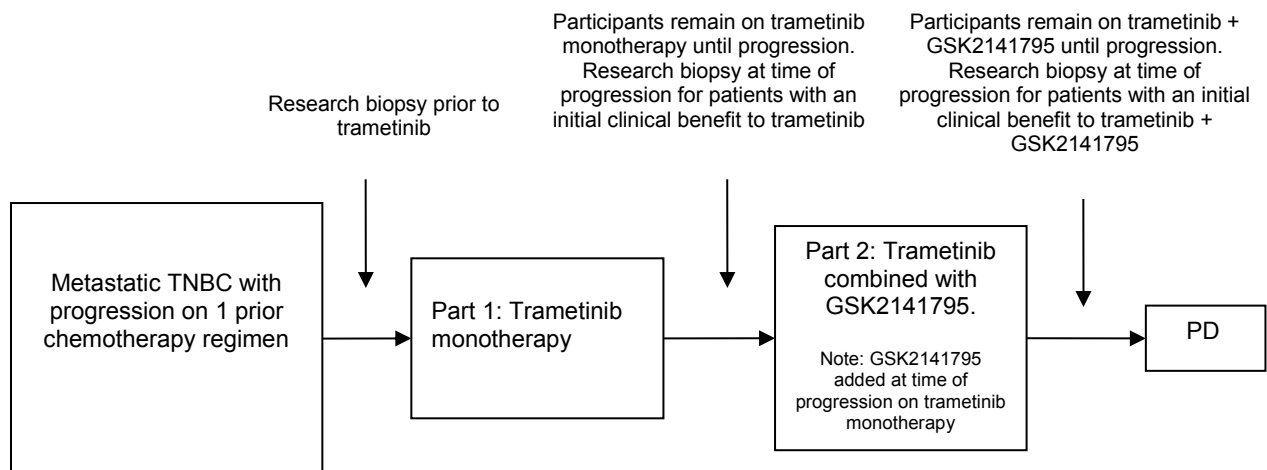 Research biopsy prior to
trametinib
Participants remain on trametinib
monotherapy until progression.
Research biopsy at time of
progression for patients with an
initial clinical benefit to trametinib
Participants remain on trametinib +
GSK2141795 until progression.
Research biopsy at time of
progression for patients with an initial
clinical benefit to trametinib +
GSK2141795
Metastatic TNBC with
progression on 1 prior
chemotherapy regimen
Part 1: Trametinib
monotherapy
Part 2: Trametinib
combined with
GSK2141795.
Note: GSK2141795
added at time of
progression on trametinib
monotherapy
PD